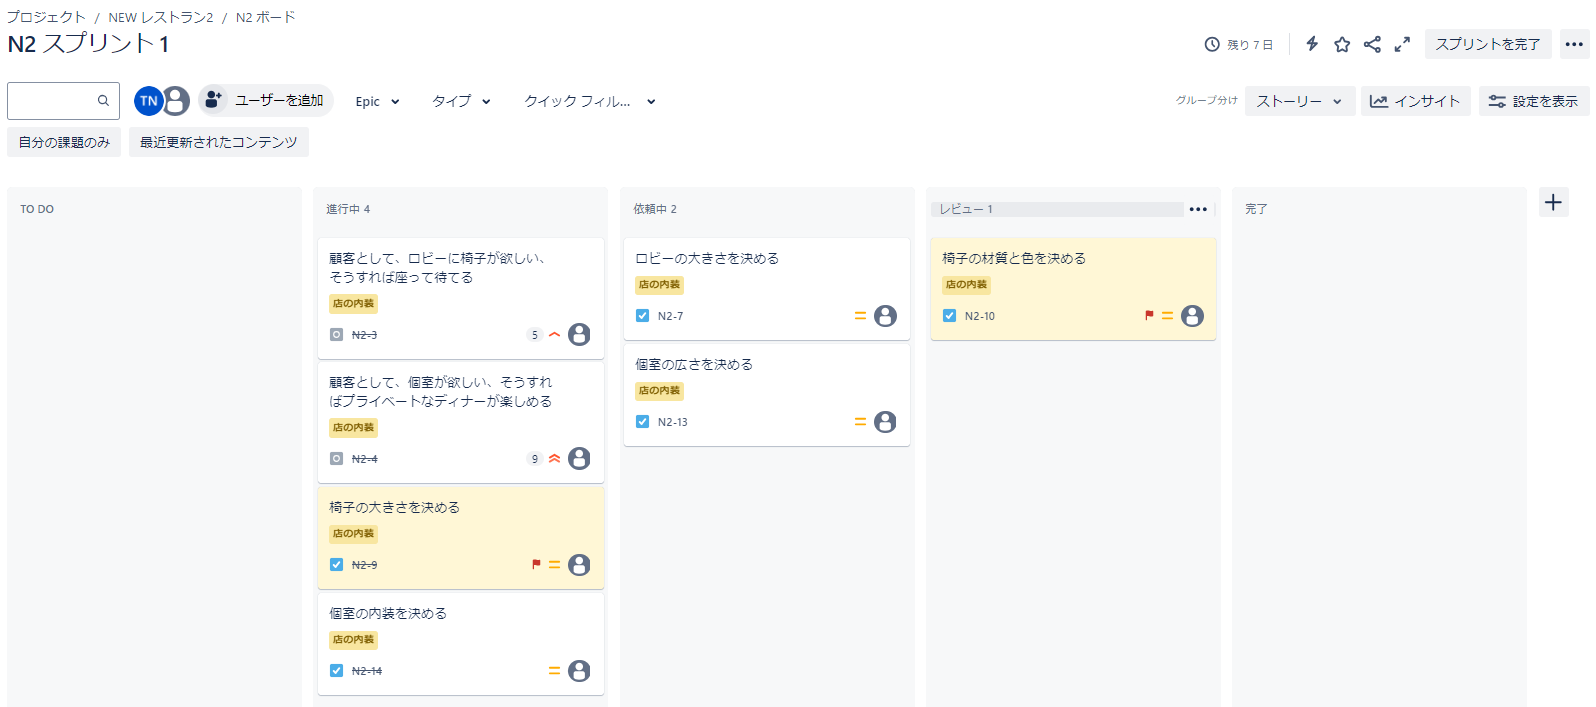 プロジェクト / NEW レストラン2 / N2 ボード
N2 スプリント 1
残り 7 日
スプリントを完了
TN
ユーザーを追加
Epic
タイプ
クイック フィル...
グループ分け
ストーリー
インサイト
設定を表示
自分の課題のみ
最近更新されたコンテンツ
TO DO
進行中 4
顧客として、ロビーに椅子が欲しい、
そうすれば座って待てる
店の内装
N2-3
5
顧客として、個室が欲しい、そうすれ
ばプライベートなディナーが楽しめる
店の内装
N2-4
9
椅子の大きさを決める
店の内装
N2-9
個室の内装を決める
店の内装
N2-14
依頼中 2
ロビーの大きさを決める
店の内装
N2-7
個室の広さを決める
店の内装
N2-13
レビュー 1
椅子の材質と色を決める
店の内装
N2-10
完了